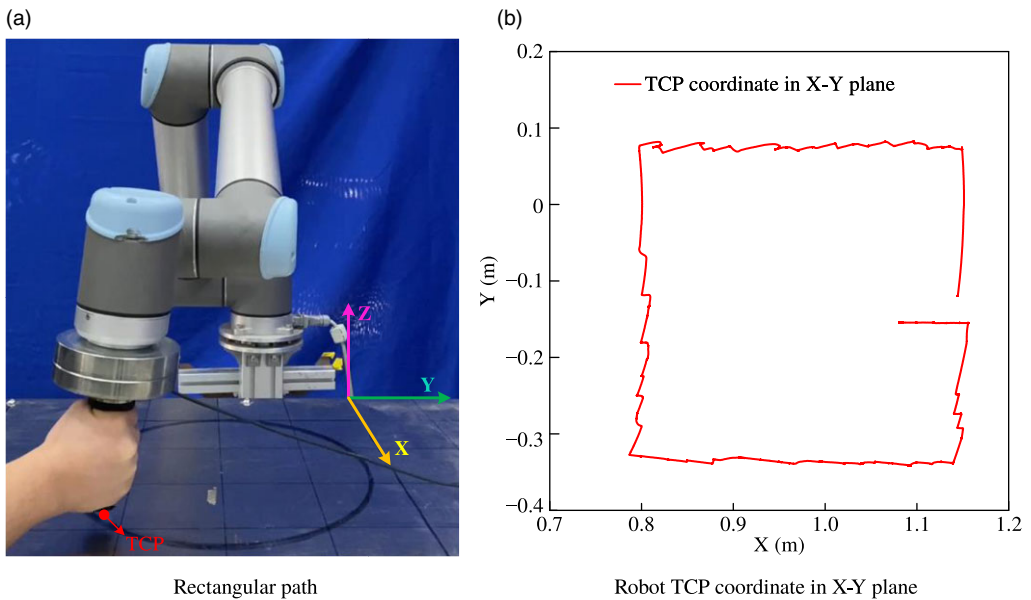 (a)
Z
Y
X
TCP
Rectangular path
(b)
0.2
0.1
0
−0.1
−0.2
−0.3
−0.4
Y (m)
TCP coordinate in X-Y plane
0.7 0.8 0.9 1.0 1.1 1.2
X (m)
Robot TCP coordinate in X-Y plane